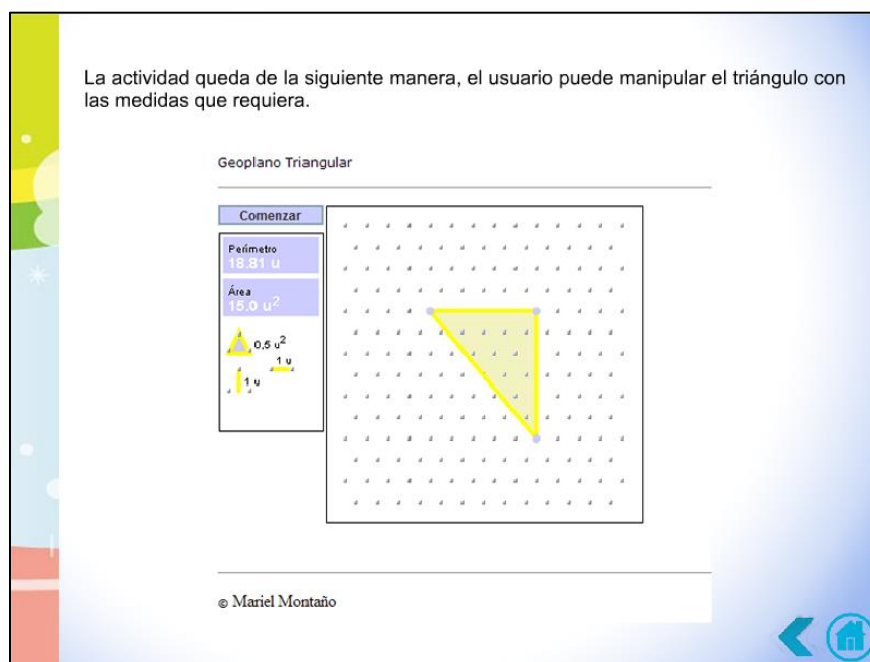 La actividad queda de la siguiente manera, el usuario puede manipular el triángulo con
las medidas que requiera.
Geoplano Triangular
Comenzar
Perímetro
18.81 u
Área
15.0 u²
0,5 u²
1 u
1 u
© Mariel Montaño